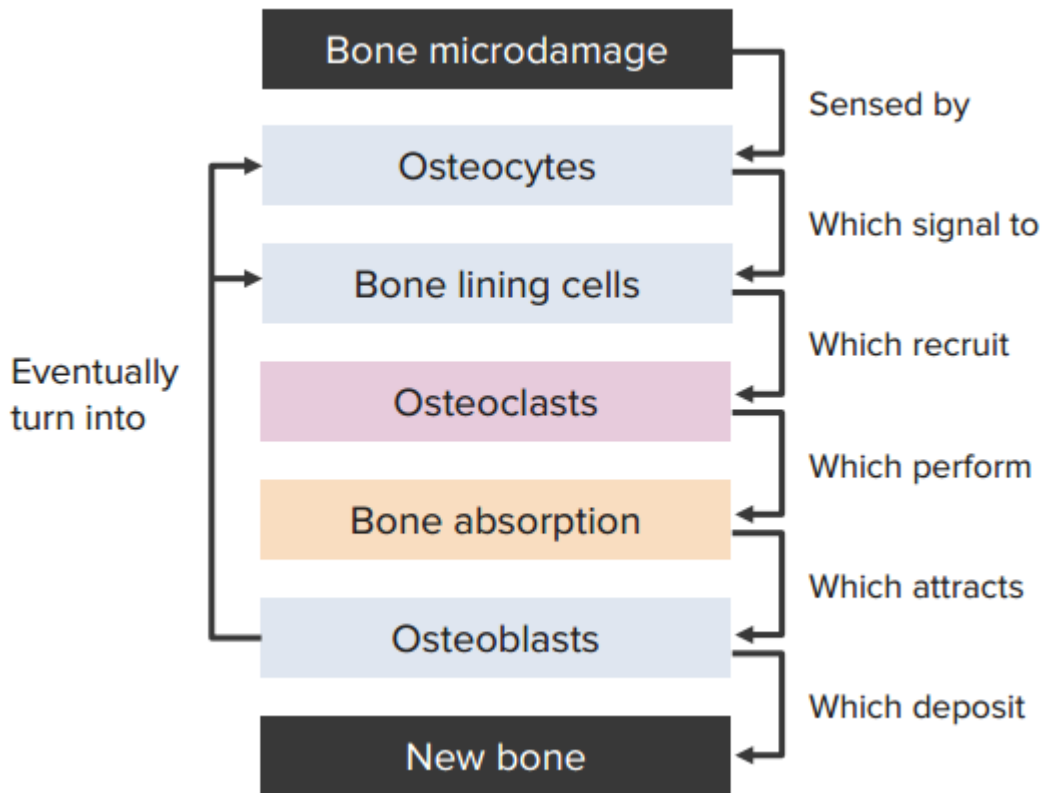 Bone microdamage
Sensed by
Osteocytes
Which signal to
Bone lining cells
Which recruit
Eventually
turn into
Osteoclasts
Which perform
Bone absorption
Which attracts
Osteoblasts
Which deposit
New bone